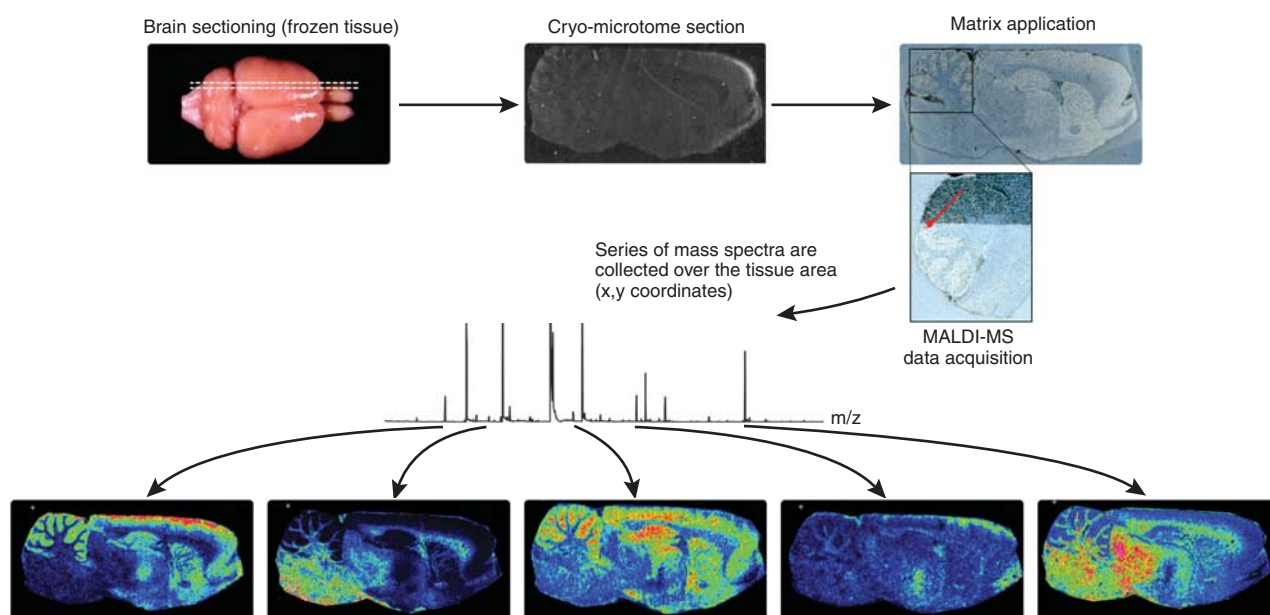 Brain sectioning (frozen tissue)
Cryo-microtome section
Matrix application
Series of mass spectra are
collected over the tissue area
(x,y coordinates)
MALDI-MS
data acquisition
m/z